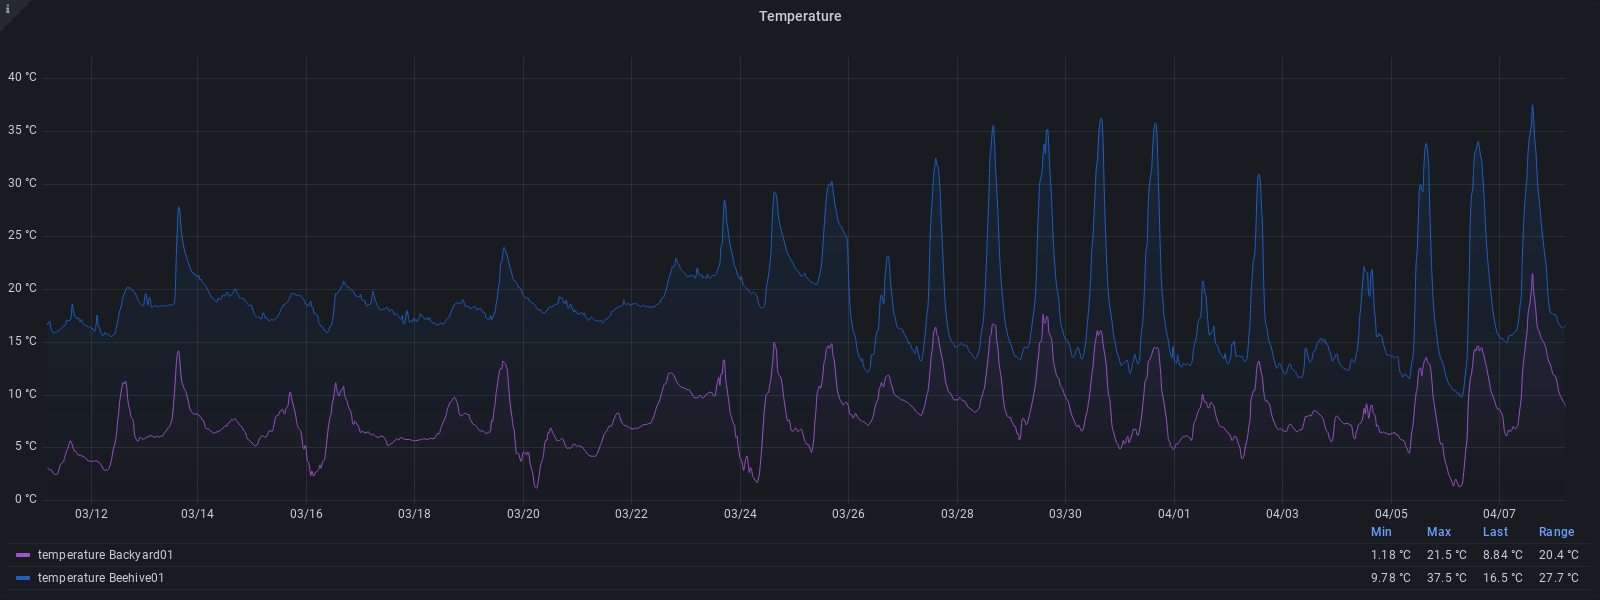 i
Temperature
40 °C
35 °C
30 °C
25 °C
20 °C
15 °C
10 °C
5 °C
0 °C
03/12 03/14 03/16 03/18 03/20 03/22 03/24 03/26 03/28 03/30 04/01 04/03 04/05 04/07
Min Max Last Range
temperature Backyard01 1.18 °C 21.5 °C 8.84 °C 20.4 °C
temperature Beehive01 9.78 °C 37.5 °C 16.5 °C 27.7 °C